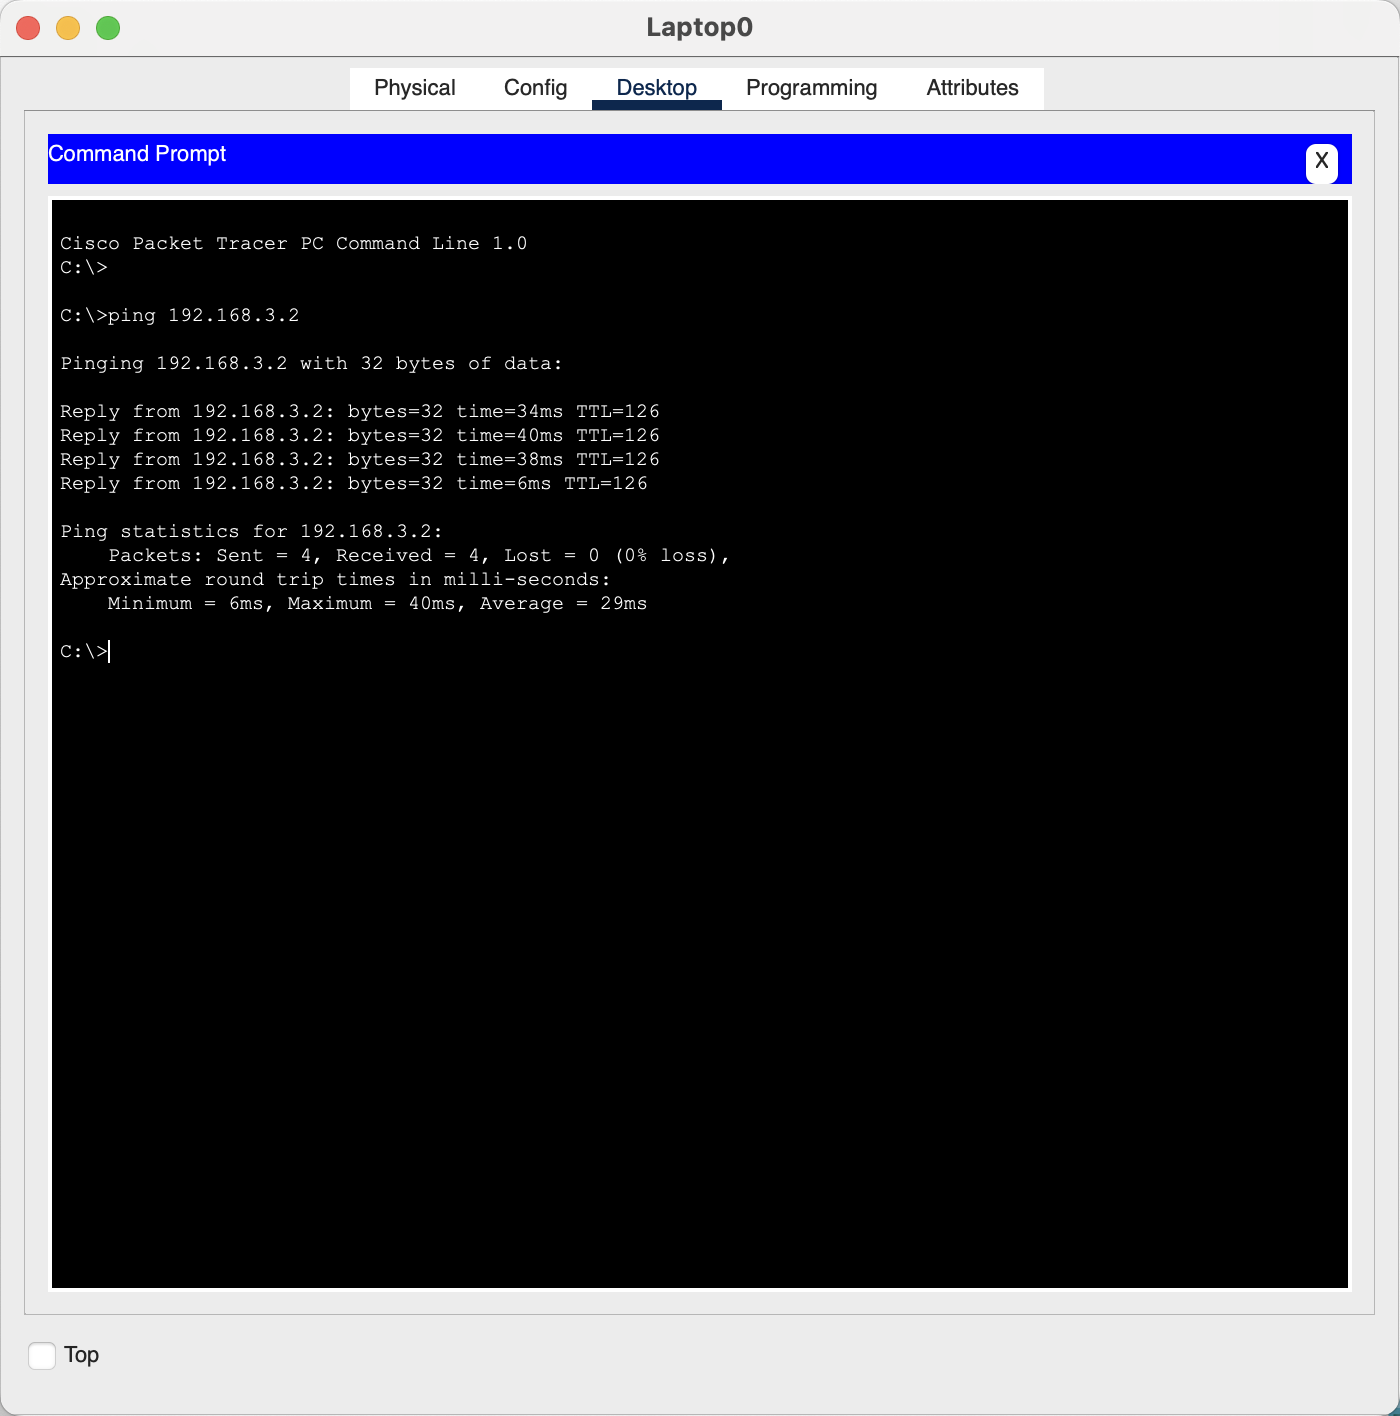 Laptop0
Physical Config Desktop Programming Attributes
Command Prompt
X
Cisco Packet Tracer PC Command Line 1.0
C:\>
C:\>ping 192.168.3.2
Pinging 192.168.3.2 with 32 bytes of data:
Reply from 192.168.3.2: bytes=32 time=34ms TTL=126
Reply from 192.168.3.2: bytes=32 time=40ms TTL=126
Reply from 192.168.3.2: bytes=32 time=38ms TTL=126
Reply from 192.168.3.2: bytes=32 time=6ms TTL=126
Ping statistics for 192.168.3.2:
    Packets: Sent = 4, Received = 4, Lost = 0 (0% loss),
Approximate round trip times in milli-seconds:
    Minimum = 6ms, Maximum = 40ms, Average = 29ms
C:\>
Top